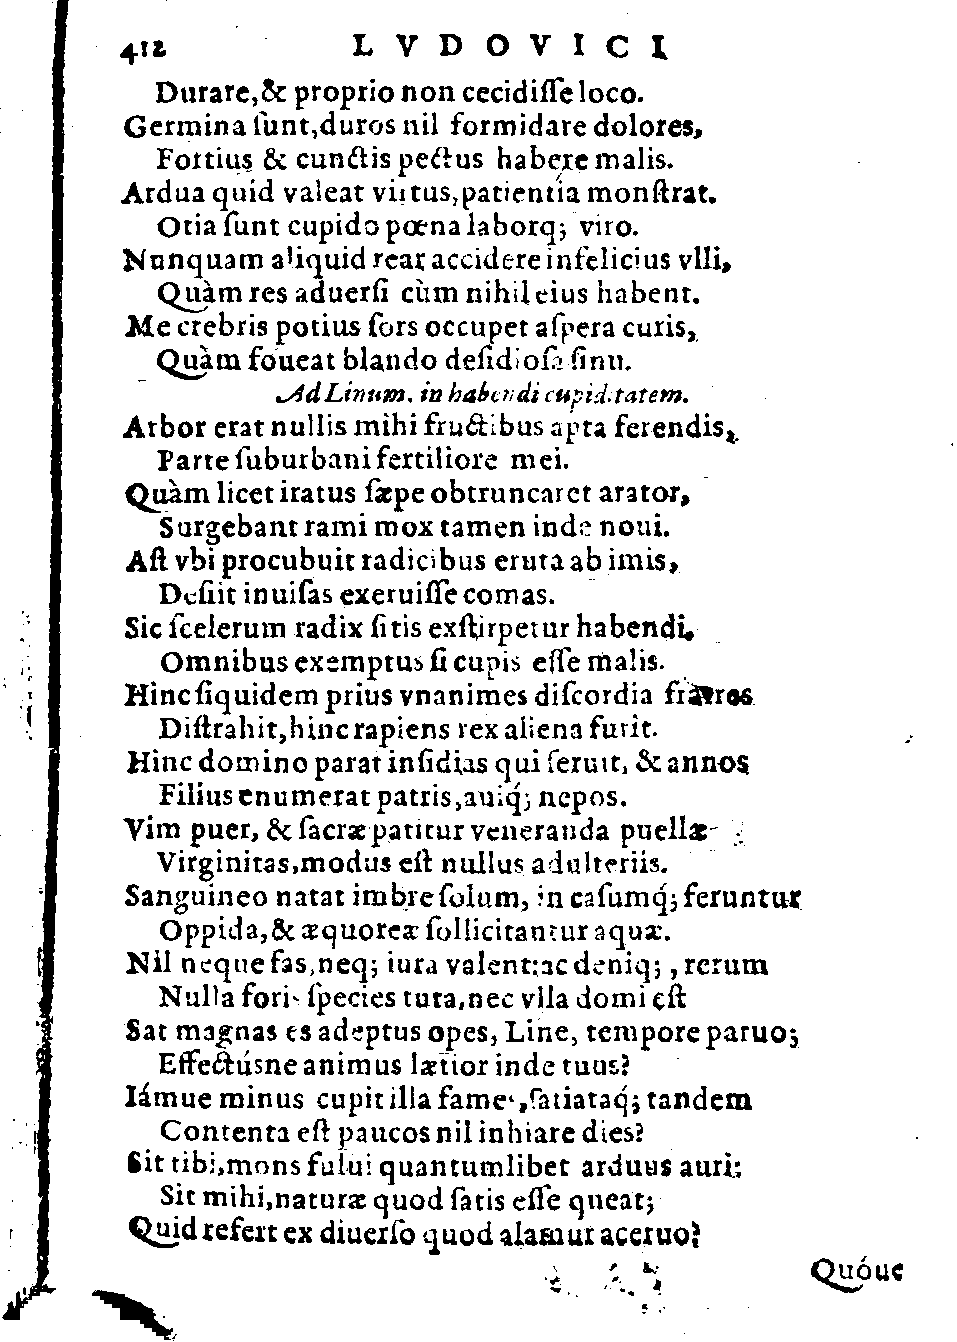 412 LVDOVICI
Durare,& proprio non cecidiſſe loco.
Germina ſunt,duros nil formidare dolores,
Fortius & cunctis pectus habere malis.
Ardua quid valeat virtus,patientia monſtrat.
Otia ſunt cupido pœna laborq; viro.
Nunquam aliquid rear accidere infelicius vlli,
Quàm res aduerſi cùm nihil eius habent.
Me crebris potius ſors occupet aſpera curis,
Quàm foueat blando deſidioſa ſinu.
Ad Linum. in habendi cupiditatem.
Arbor erat nullis mihi fructibus apta ferendis,
Parte ſuburbani fertiliore mei.
Quàm licet iratus ſæpe obtruncaret arator,
Surgebant rami mox tamen inde noui.
Aſt vbi procubuit radicibus eruta ab imis,
Deſiit inuiſas exeruiſſe comas.
Sic ſcelerum radix ſitis exſtirpetur habendi,
Omnibus exemptus ſi cupis eſſe malis.
Hinc ſiquidem prius vnanimes diſcordia fratres
Diſtrahit,hinc rapiens rex aliena furit.
Hinc domino parat inſidias qui ſeruit, & annos
Filius enumerat patris,auiq́; nepos.
Vim puer, & ſacræ patitur veneranda puellæ
Virginitas,modus eſt nullus adulteriis.
Sanguineo natat imbre ſolum, in caſumq́; feruntur
Oppida,& æquoreæ ſollicitantur aquæ.
Nil neque fas,neq; iura valent:ac deniq; , rerum
Nulla foris ſpecies tuta,nec vlla domi eſt
Sat magnas es adeptus opes, Line, tempore paruo;
Effectúsne animus lætior inde tuus?
Iámue minus cupit illa fames,ſatiataq́; tandem
Contenta eſt paucos nil inhiare dies?
Sit tibi,mons fului quantumlibet arduus auri:
Sit mihi,naturæ quod ſatis eſſe queat;
Quid refert ex diuerſo quod alamur aceruo?
Quóue